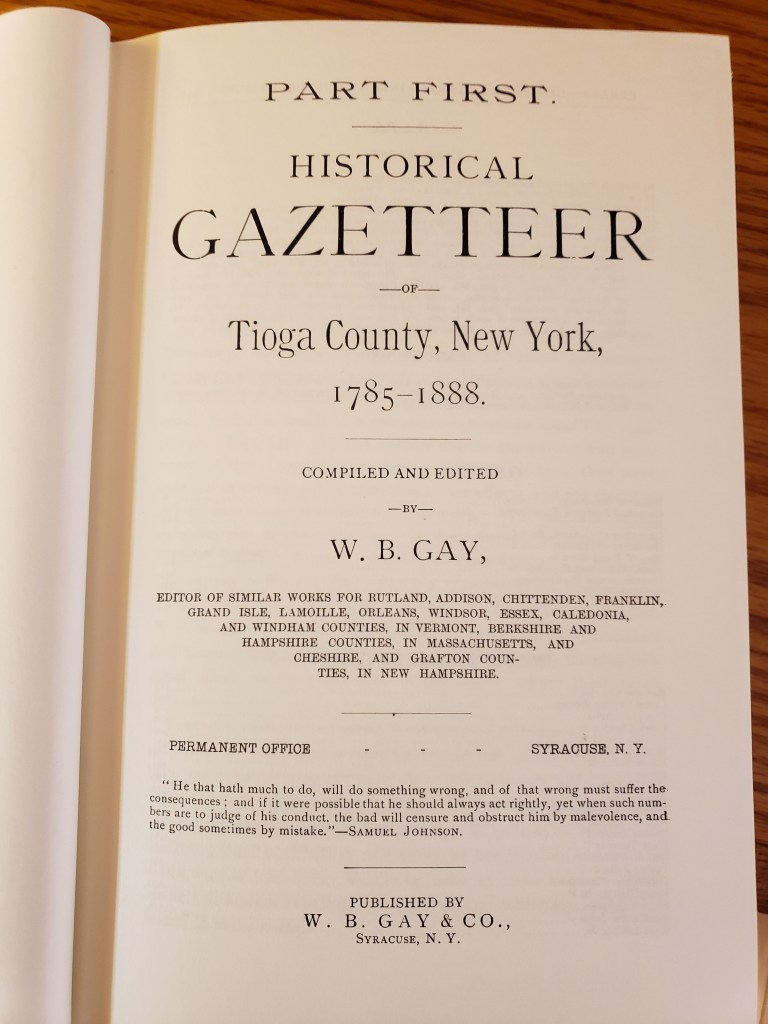 PART FIRST.
HISTORICAL
GAZETTEER
—OF—
Tioga County, New York,
1785–1888.
COMPILED AND EDITED
—BY—
W. B. GAY,
EDITOR OF SIMILAR WORKS FOR RUTLAND, ADDISON, CHITTENDEN, FRANKLIN,
GRAND ISLE, LAMOILLE, ORLEANS, WINDSOR, ESSEX, CALEDONIA,
AND WINDHAM COUNTIES, IN VERMONT, BERKSHIRE AND
HAMPSHIRE COUNTIES, IN MASSACHUSETTS, AND
CHESHIRE, AND GRAFTON COUN-
TIES, IN NEW HAMPSHIRE.
PERMANENT OFFICE - - - SYRACUSE, N. Y.
" He that hath much to do, will do something wrong, and of that wrong must suffer the
consequences ; and if it were possible that he should always act rightly, yet when such num-
bers are to judge of his conduct. the bad will censure and obstruct him by malevolence, and
the good sometimes by mistake."—SAMUEL JOHNSON.
PUBLISHED BY
W. B. GAY & CO.,
SYRACUSE, N. Y.